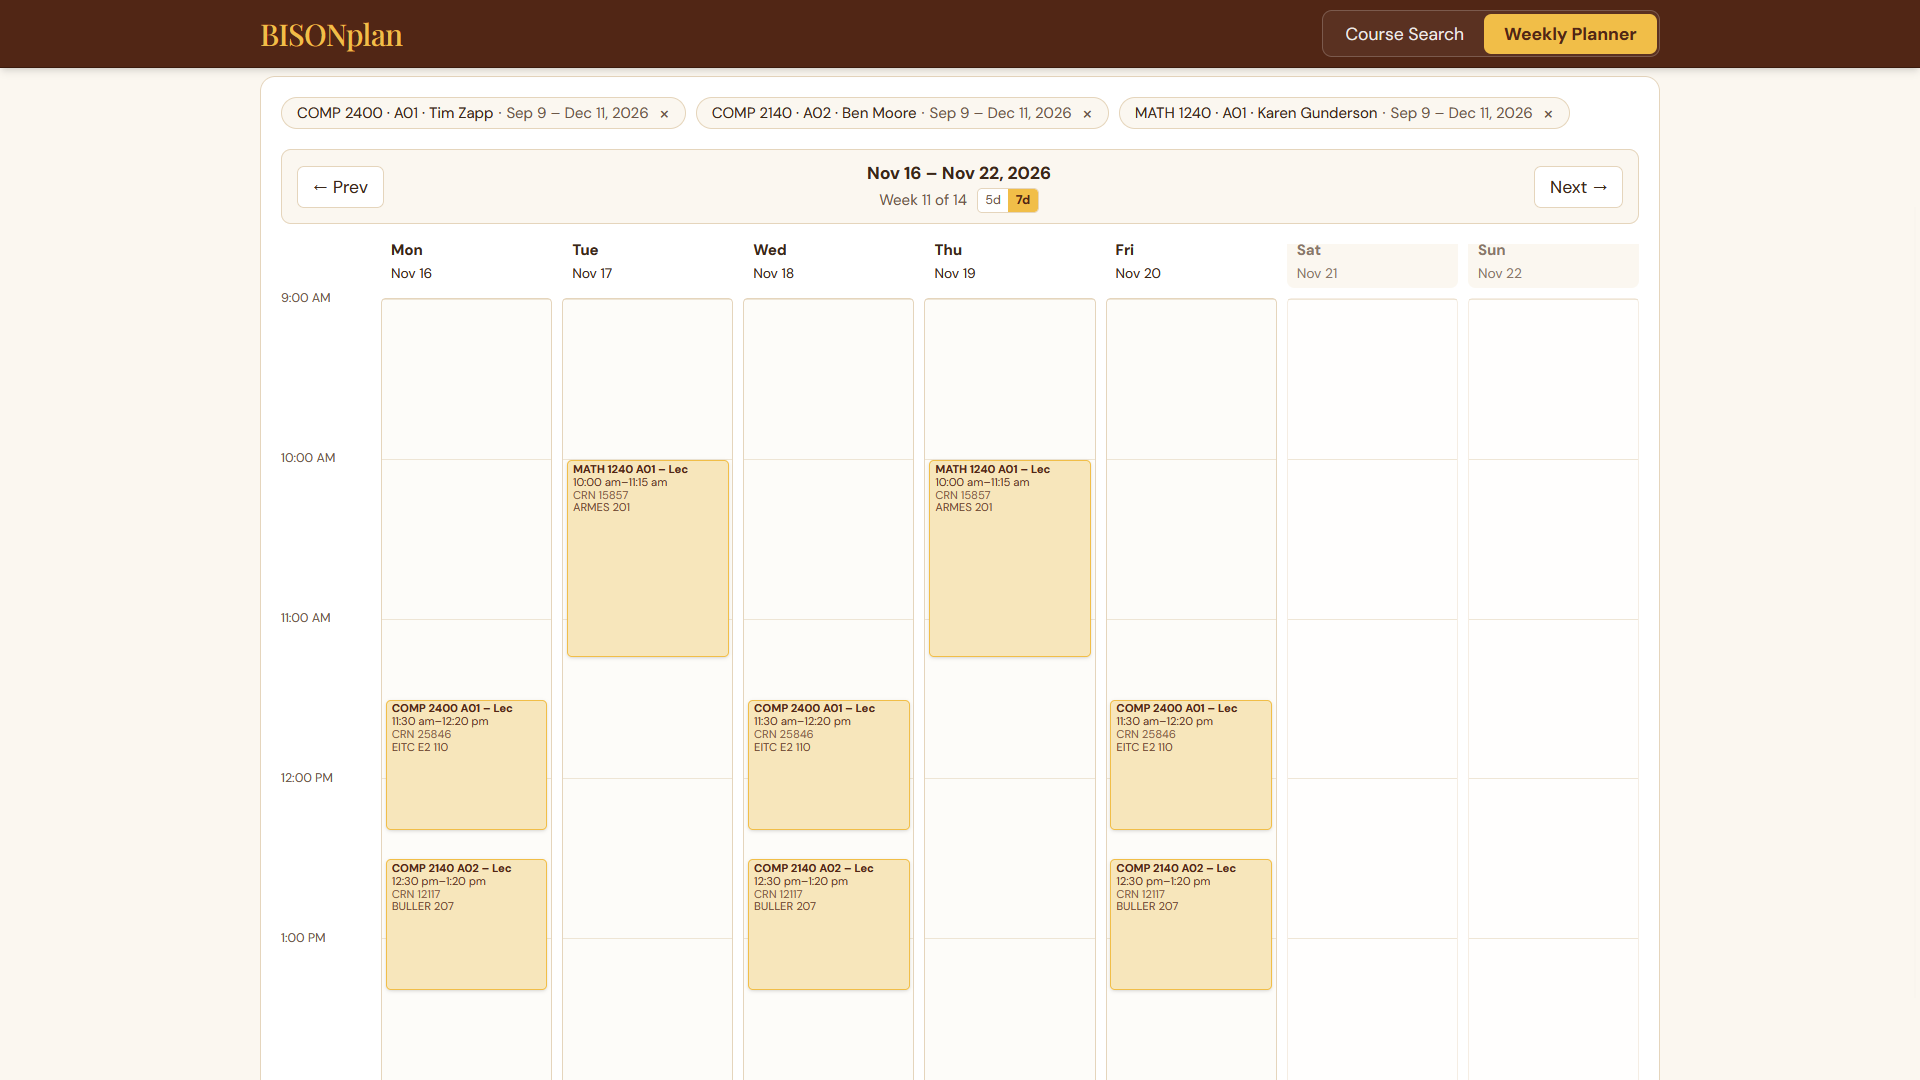 BISONplan
Course Search
Weekly Planner
COMP 2400 · A01 · Tim Zapp · Sep 9 – Dec 11, 2026 ×
COMP 2140 · A02 · Ben Moore · Sep 9 – Dec 11, 2026 ×
MATH 1240 · A01 · Karen Gunderson · Sep 9 – Dec 11, 2026 ×
← Prev
Nov 16 – Nov 22, 2026
Week 11 of 14
5d
7d
Next →
Mon
Nov 16
Tue
Nov 17
Wed
Nov 18
Thu
Nov 19
Fri
Nov 20
Sat
Nov 21
Sun
Nov 22
9:00 AM
10:00 AM
MATH 1240 A01 – Lec
10:00 am–11:15 am
CRN 15857
ARMES 201
MATH 1240 A01 – Lec
10:00 am–11:15 am
CRN 15857
ARMES 201
11:00 AM
COMP 2400 A01 – Lec
11:30 am–12:20 pm
CRN 25846
EITC E2 110
COMP 2400 A01 – Lec
11:30 am–12:20 pm
CRN 25846
EITC E2 110
COMP 2400 A01 – Lec
11:30 am–12:20 pm
CRN 25846
EITC E2 110
12:00 PM
COMP 2140 A02 – Lec
12:30 pm–1:20 pm
CRN 12117
BULLER 207
COMP 2140 A02 – Lec
12:30 pm–1:20 pm
CRN 12117
BULLER 207
COMP 2140 A02 – Lec
12:30 pm–1:20 pm
CRN 12117
BULLER 207
1:00 PM